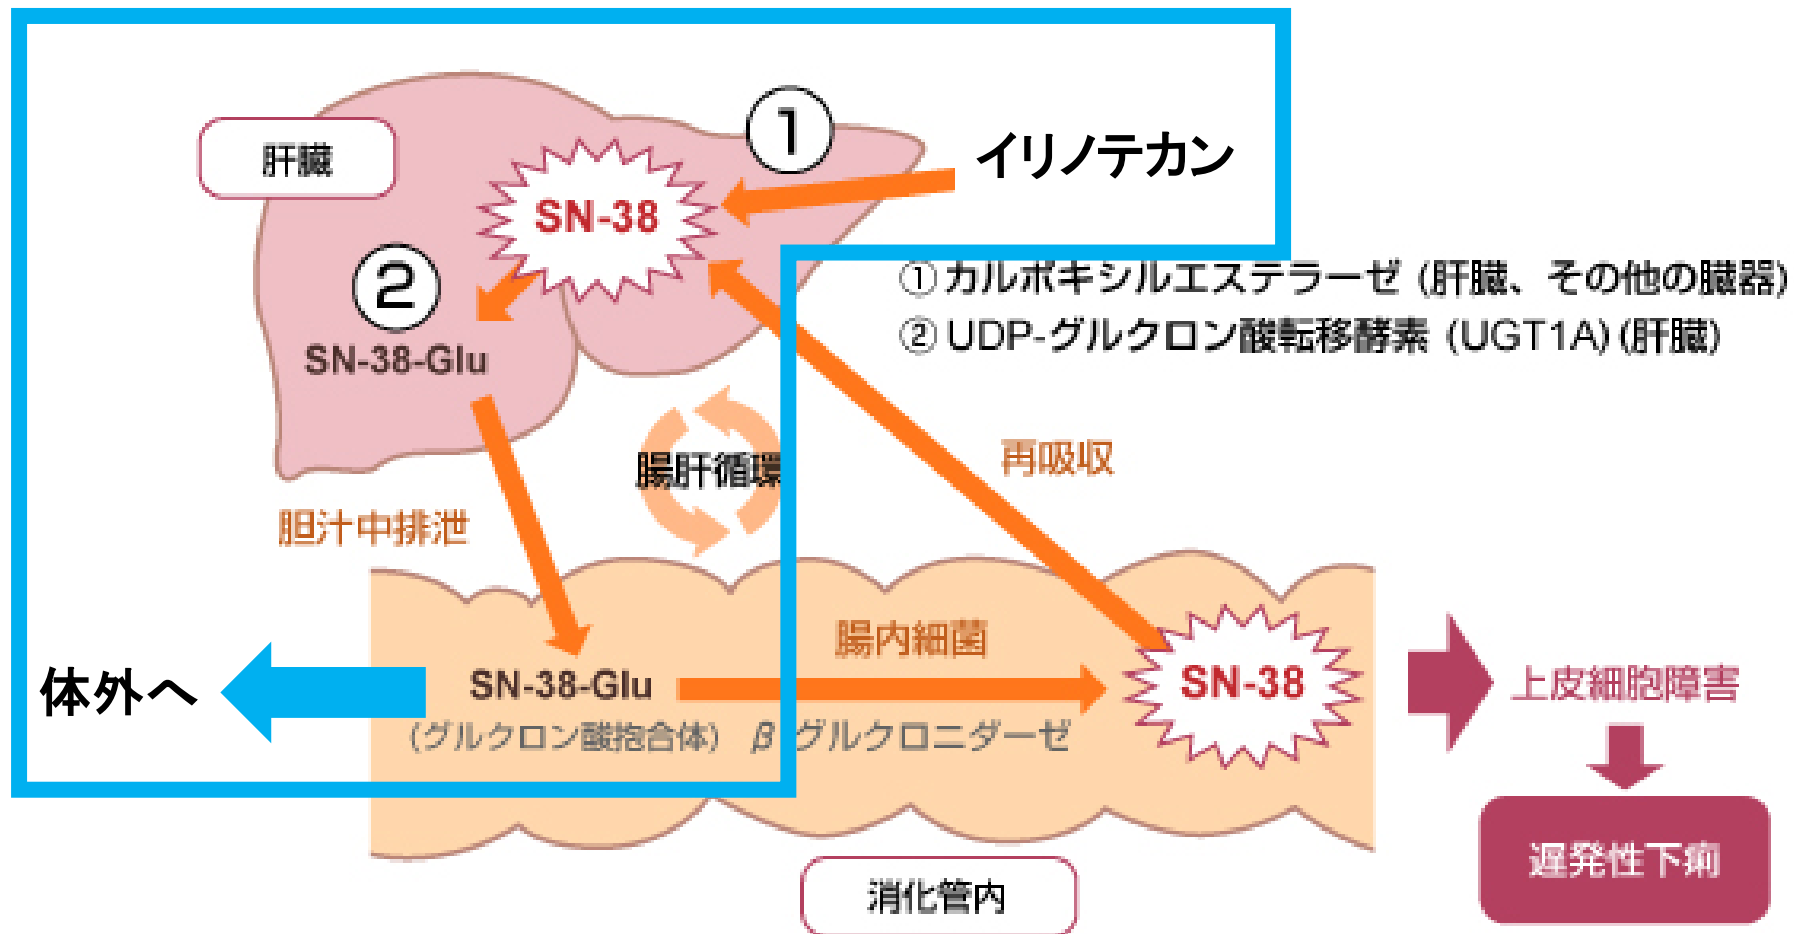 肝臓
①
イリノテカン
SN-38
②
SN-38-Glu
①カルボキシルエステラーゼ (肝臓、その他の臓器)
②UDP-グルクロン酸転移酵素 (UGT1A) (肝臓)
腸肝循環
再吸収
胆汁中排泄
体外へ
SN-38-Glu
(グルクロン酸抱合体)
腸内細菌
β グルクロニダーゼ
SN-38
上皮細胞障害
遅発性下痢
消化管内